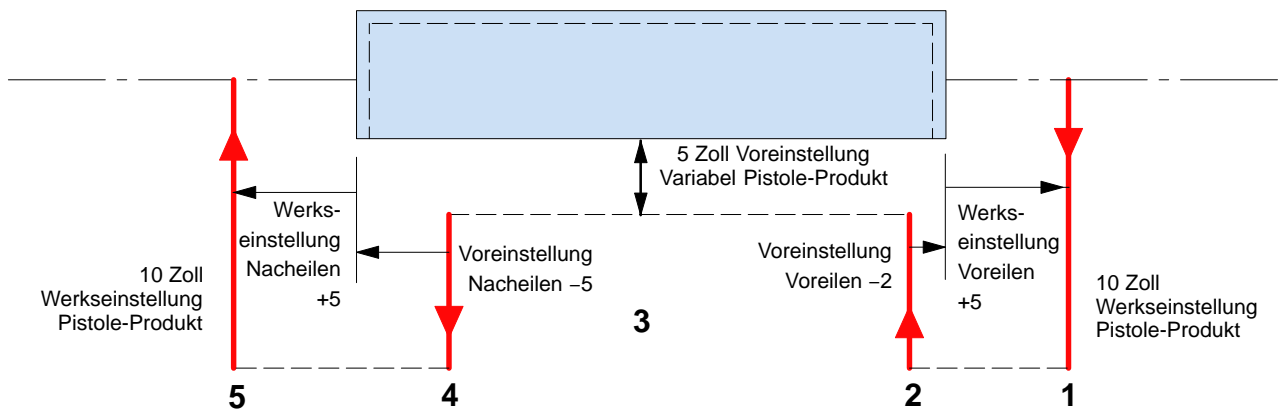 5 Zoll Voreinstellung
Variabel Pistole-Produkt
Werks-
einstellung
Nacheilen
+5
Voreinstellung
Nacheilen −5
Voreinstellung
Voreilen −2
Werks-
einstellung
Voreilen
+5
10 Zoll
Werkseinstellung
Pistole-Produkt
10 Zoll
Werkseinstellung
Pistole-Produkt
3
5
4
2
1